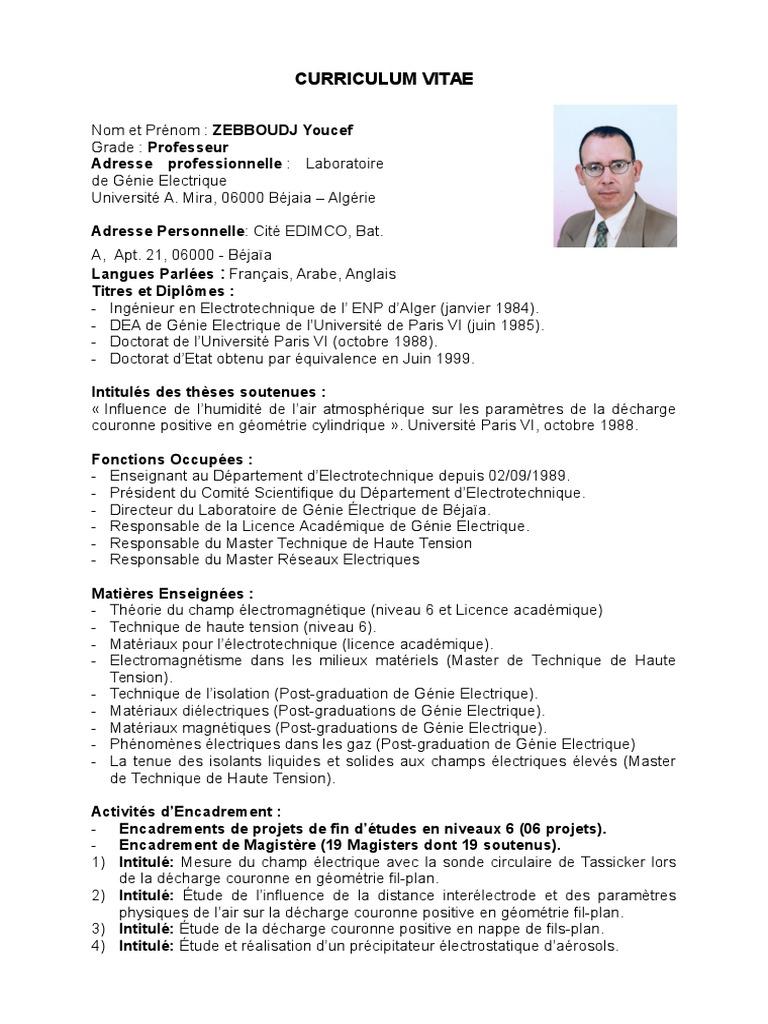 CURRICULUM VITAE
Nom et Prénom : ZEBBOUDJ Youcef
Grade : Professeur
Adresse professionnelle : Laboratoire
de Génie Electrique
Université A. Mira, 06000 Béjaia – Algérie
Adresse Personnelle: Cité EDIMCO, Bat.
A, Apt. 21, 06000 - Béjaïa
Langues Parlées : Français, Arabe, Anglais
Titres et Diplômes :
- Ingénieur en Electrotechnique de l' ENP d'Alger (janvier 1984).
- DEA de Génie Electrique de l'Université de Paris VI (juin 1985).
- Doctorat de l'Université Paris VI (octobre 1988).
- Doctorat d'Etat obtenu par équivalence en Juin 1999.
Intitulés des thèses soutenues :
« Influence de l'humidité de l'air atmosphérique sur les paramètres de la décharge
couronne positive en géométrie cylindrique ». Université Paris VI, octobre 1988.
Fonctions Occupées :
- Enseignant au Département d'Electrotechnique depuis 02/09/1989.
- Président du Comité Scientifique du Département d'Electrotechnique.
- Directeur du Laboratoire de Génie Électrique de Béjaïa.
- Responsable de la Licence Académique de Génie Electrique.
- Responsable du Master Technique de Haute Tension
- Responsable du Master Réseaux Electriques
Matières Enseignées :
- Théorie du champ électromagnétique (niveau 6 et Licence académique)
- Technique de haute tension (niveau 6).
- Matériaux pour l'électrotechnique (licence académique).
- Electromagnétisme dans les milieux matériels (Master de Technique de Haute
Tension).
- Technique de l'isolation (Post-graduation de Génie Electrique).
- Matériaux diélectriques (Post-graduations de Génie Electrique).
- Matériaux magnétiques (Post-graduations de Génie Electrique).
- Phénomènes électriques dans les gaz (Post-graduation de Génie Electrique)
- La tenue des isolants liquides et solides aux champs électriques élevés (Master
de Technique de Haute Tension).
Activités d'Encadrement :
- Encadrements de projets de fin d'études en niveaux 6 (06 projets).
- Encadrement de Magistère (19 Magisters dont 19 soutenus).
1) Intitulé: Mesure du champ électrique avec la sonde circulaire de Tassicker lors
de la décharge couronne en géométrie fil-plan.
2) Intitulé: Étude de l'influence de la distance interélectrode et des paramètres
physiques de l'air sur la décharge couronne positive en géométrie fil-plan.
3) Intitulé: Étude de la décharge couronne positive en nappe de fils-plan.
4) Intitulé: Étude et réalisation d'un précipitateur électrostatique d'aérosols.